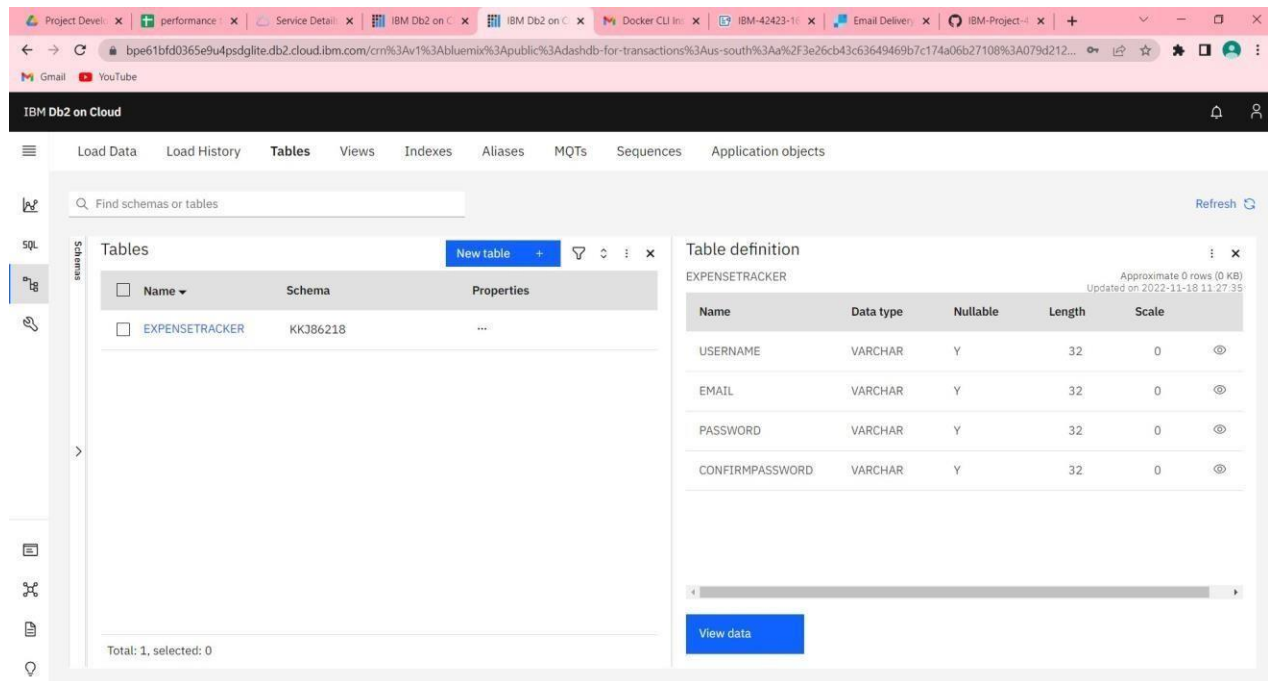 Project Develo
performance
Service Detail
IBM Db2 on C
IBM Db2 on C
Docker CLI In
IBM-42423-1
Email Delivery
IBM-Project-4
bpe61bfd0365e9u4psdglite.db2.cloud.ibm.com/crn%3Av1%3Abluemix%3Apublic%3Adashdb-for-transactions%3Aus-south%3Aa%2F3e26cb43c63649469b7c174a06b27108%3A079d212...
Gmail YouTube
IBM Db2 on Cloud
Load Data Load History Tables Views Indexes Aliases MQTs Sequences Application objects
Find schemas or tables
Refresh
SQL
Schemas
Tables
New table +
Name Schema Properties
EXPENSETRACKER KKJ86218 ...
Total: 1, selected: 0
Table definition
EXPENSETRACKER
Approximate 0 rows (0 KB)
Updated on 2022-11-18 11:27:35
Name Data type Nullable Length Scale
USERNAME VARCHAR Y 32 0
EMAIL VARCHAR Y 32 0
PASSWORD VARCHAR Y 32 0
CONFIRMPASSWORD VARCHAR Y 32 0
View data